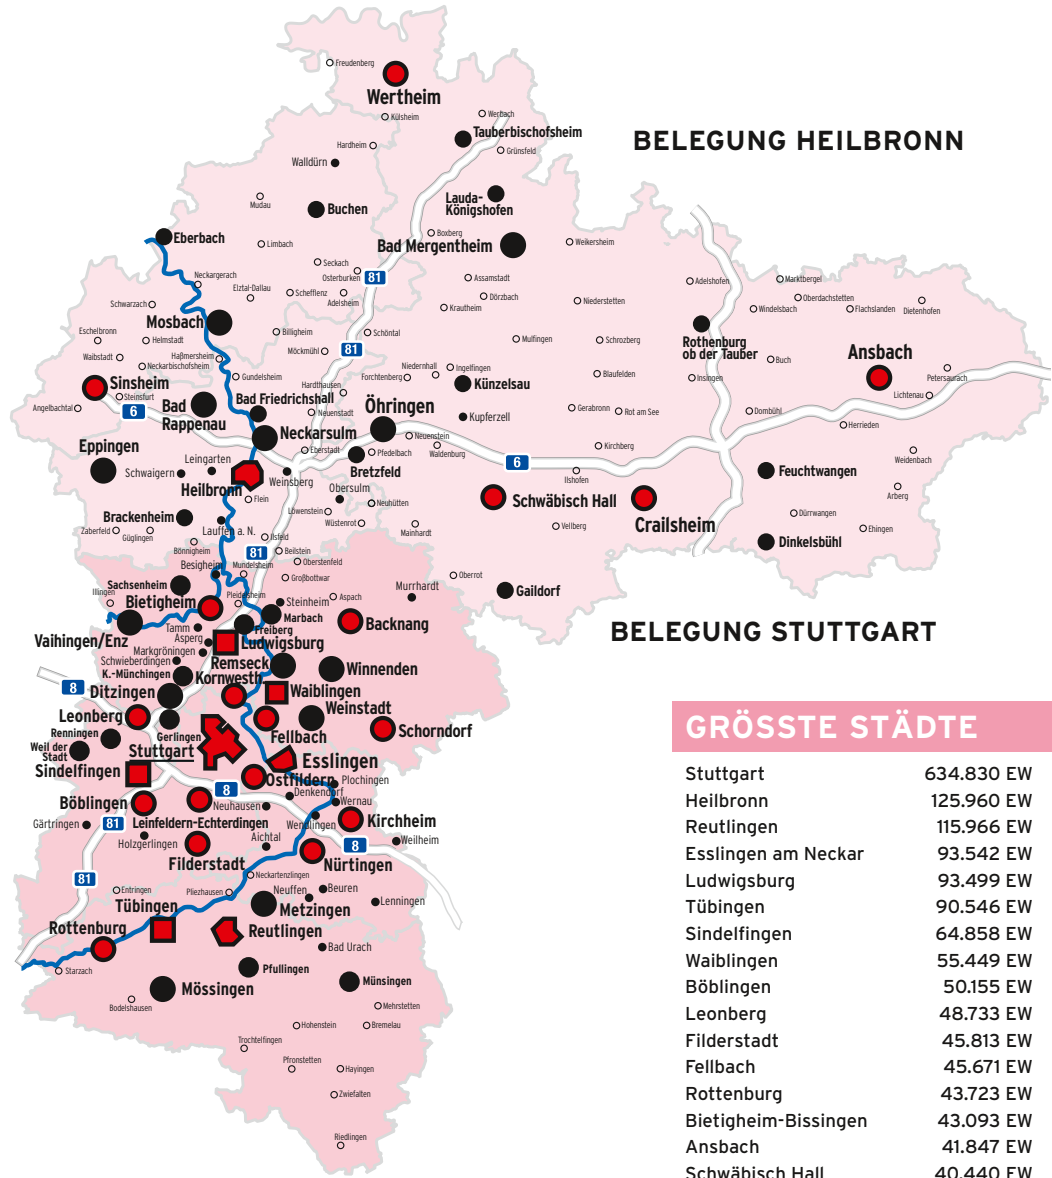 Freudenberg
Wertheim
Külsheim
Werbach
Tauberbischofsheim
Grünsfeld
BELEGUNG HEILBRONN
Hardheim
Walldürn
Mudau
Buchen
Lauda-
Königshofen
Boxberg
Bad Mergentheim
Weikersheim
Eberbach
Limbach
Seckach
Osterburken
81
Neckargerach
Elztal-Dallau
Schefflenz
Adelsheim
Assamstadt
Dörzbach
Krautheim
Niederstetten
Adelshofen
Marktbergel
Oberdachstetten
Windelsbach
Flachslanden
Dietenhofen
Schwarzach
Mosbach
Eschelbronn
Helmstadt
Billigheim
Schöntal
81
Möckmühl
Mulfingen
Schrozberg
Rothenburg
ob der Tauber
Buch
Ansbach
Waibstadt
Neckarbischofsheim
Haßmersheim
Gundelsheim
Niedernhall
Ingelfingen
Forchtenberg
Künzelsau
Blaufelden
Insingen
Petersaurach
Lichtenau
Sinsheim
Steinsfurt
Angelbachtal
6
Bad
Rappenau
Bad Friedrichshall
Hardthausen
Neuenstadt
Öhringen
Kupferzell
Gerabronn
Rot am See
Dombühl
Herrieden
Neckarsulm
Eberstadt
Neuenstein
Waldenburg
Pfedelbach
Bretzfeld
Kirchberg
6
Ilshofen
Feuchtwangen
Weidenbach
Arberg
Eppingen
Leingarten
Schwaigern
Heilbronn
Weinsberg
Flein
Obersulm
Neuhütten
Löwenstein
Wüstenrot
Mainhardt
Schwäbisch Hall
Crailsheim
Vellberg
Dürrwangen
Ehingen
Dinkelsbühl
Brackenheim
Zaberfeld
Güglingen
Lauffen a. N.
Ilsfeld
Bönnigheim
81
Beilstein
Oberstenfeld
Besigheim
Mundelsheim
Großbottwar
Oberrot
Gaildorf
Murrhardt
Sachsenheim
Illingen
Bietigheim
Pleidelsheim
Steinheim
Aspach
Marbach
Backnang
BELEGUNG STUTTGART
Vaihingen/Enz
Tamm
Asperg
Freiberg
Markgröningen
Ludwigsburg
Schwieberdingen
K.-Münchingen
Remseck
Winnenden
Kornwesth.
8
Ditzingen
Waiblingen
Weinstadt
Leonberg
Gerlingen
Fellbach
Schorndorf
Renningen
Weil der
Stadt
Stuttgart
Esslingen
Sindelfingen
Ostfildern
Plochingen
8
Denkendorf
Wernau
Böblingen
Neuhausen
Gärtringen
81
Leinfeldern-Echterdingen
Wendlingen
Kirchheim
Holzgerlingen
Aichtal
8
Weilheim
Filderstadt
Nürtingen
81
Entringen
Pliezhausen
Neckartenzlingen
Neuffen
Beuren
Lenningen
Tübingen
Metzingen
Rottenburg
Reutlingen
Bad Urach
Starzach
Pfullingen
Münsingen
Mössingen
Bodelshausen
Mehrstetten
Hohenstein
Bremelau
Trochtelfingen
Pfronstetten
Hayingen
Zwiefalten
Riedlingen
GRÖSSTE STÄDTE
Stuttgart 634.830 EW
Heilbronn 125.960 EW
Reutlingen 115.966 EW
Esslingen am Neckar 93.542 EW
Ludwigsburg 93.499 EW
Tübingen 90.546 EW
Sindelfingen 64.858 EW
Waiblingen 55.449 EW
Böblingen 50.155 EW
Leonberg 48.733 EW
Filderstadt 45.813 EW
Fellbach 45.671 EW
Rottenburg 43.723 EW
Bietigheim-Bissingen 43.093 EW
Ansbach 41.847 EW
Schwäbisch Hall 40.440 EW